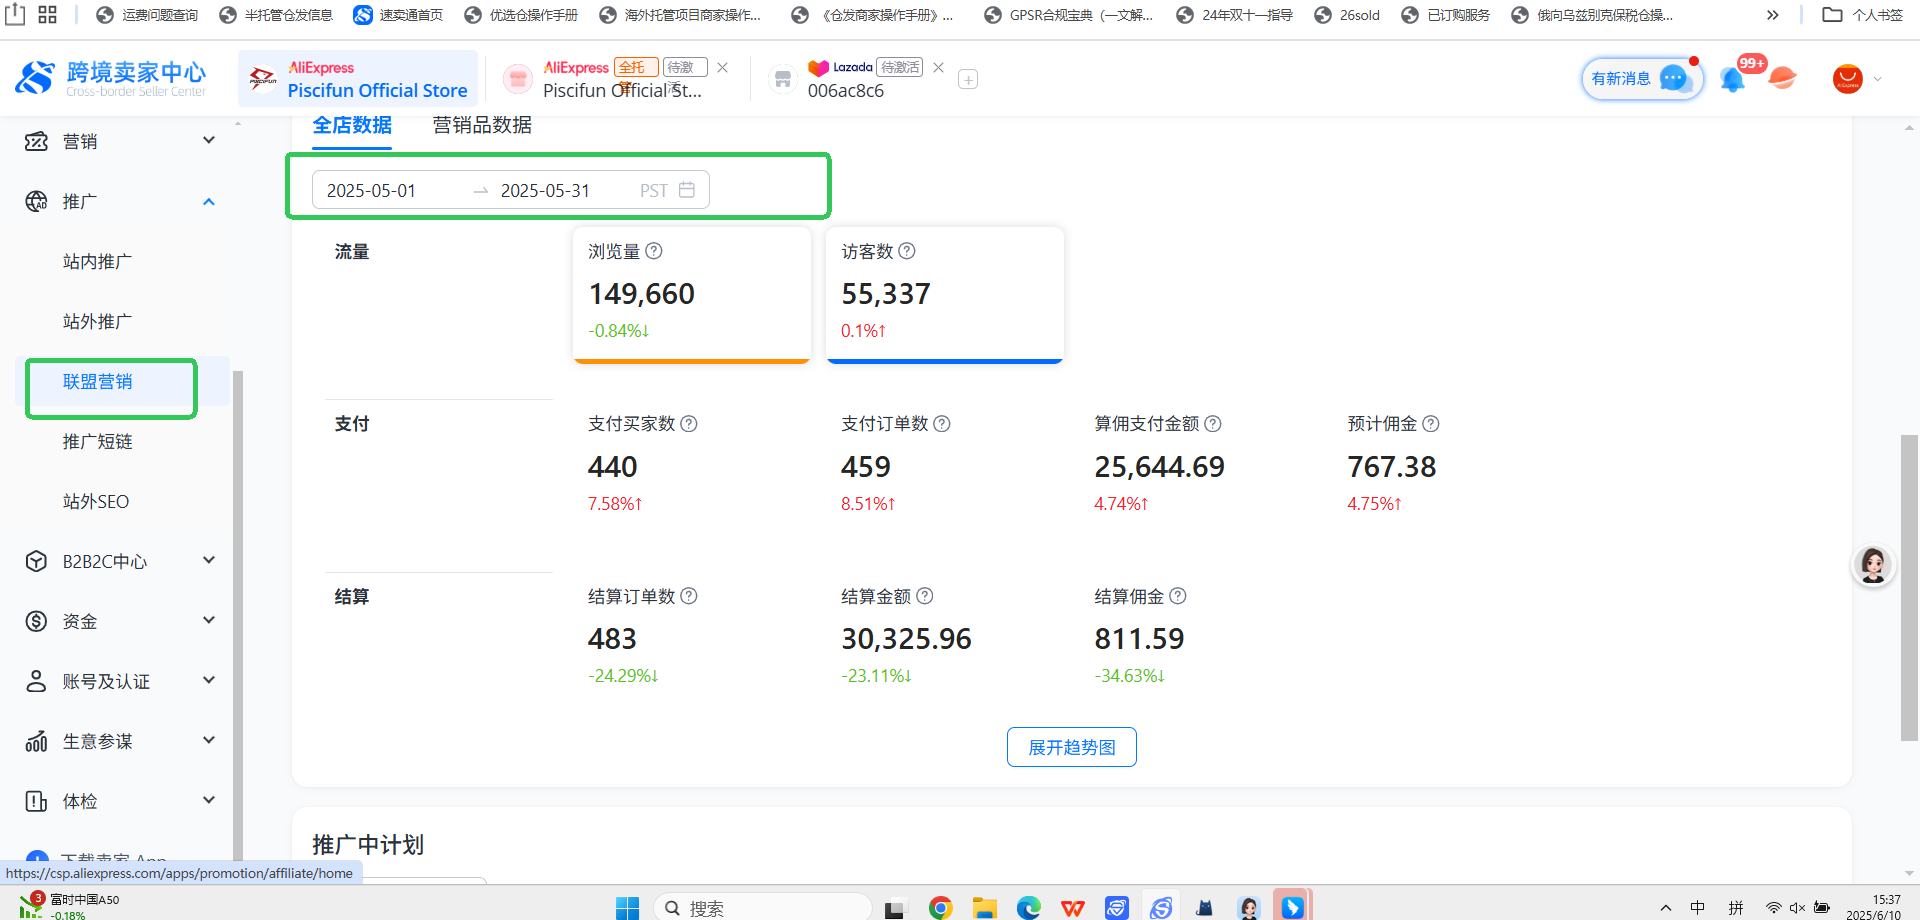 运费问题查询
半托管仓发信息
速卖通首页
优选仓操作手册
海外托管项目商家操作...
《仓发商家操作手册》...
GPSR合规宝典（一文解...
24年双十一指导
26sold
已订购服务
俄向乌兹别克保税仓操...
个人书签
跨境卖家中心
Cross-border Seller Center
PISCIFUN
AliExpress
Piscifun Official Store
AliExpress 全托管 待激活
Piscifun Official St...
Lazada 待激活
006ac8c6
有新消息
99+
营销
推广
站内推广
站外推广
联盟营销
推广短链
站外SEO
B2B2C中心
资金
账号及认证
生意参谋
体检
下载卖家 App
全店数据 营销品数据
2025-05-01 → 2025-05-31 PST
流量
浏览量
149,660
-0.84%↓
访客数
55,337
0.1%↑
支付
支付买家数
440
7.58%↑
支付订单数
459
8.51%↑
算佣支付金额
25,644.69
4.74%↑
预计佣金
767.38
4.75%↑
结算
结算订单数
483
-24.29%↓
结算金额
30,325.96
-23.11%↓
结算佣金
811.59
-34.63%↓
展开趋势图
推广中计划
https://csp.aliexpress.com/apps/promotion/affiliate/home
3
富时中国A50
-0.18%
搜索
中
拼
15:37
2025/6/10